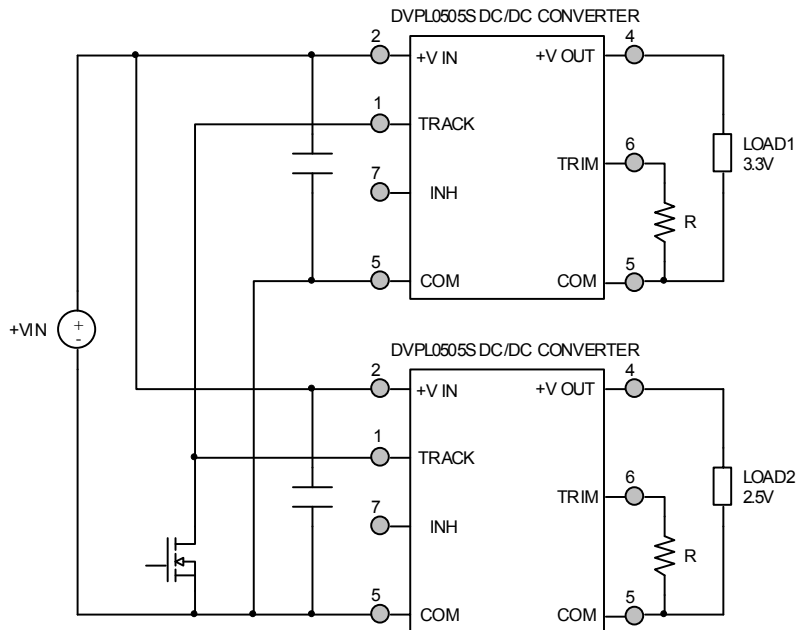 DVPL0505S DC/DC CONVERTER
2
+V IN
+V OUT
4
1
TRACK
6
TRIM
LOAD1
3.3V
7
INH
R
5
COM
COM
5
+VIN
+
-
DVPL0505S DC/DC CONVERTER
2
+V IN
+V OUT
4
1
TRACK
6
TRIM
LOAD2
2.5V
7
INH
R
5
COM
COM
5